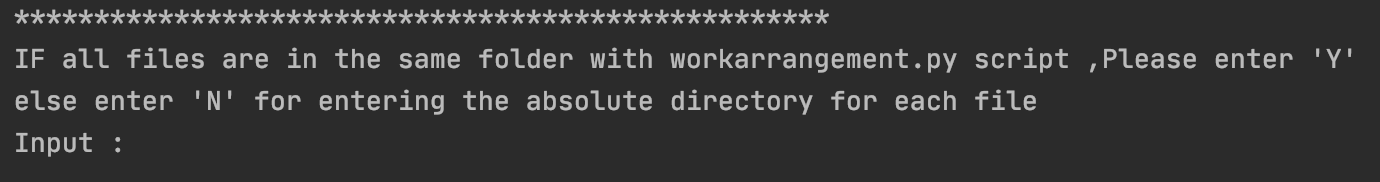 ***************************************************
IF all files are in the same folder with workarrangement.py script ,Please enter 'Y'
else enter 'N' for entering the absolute directory for each file
Input :